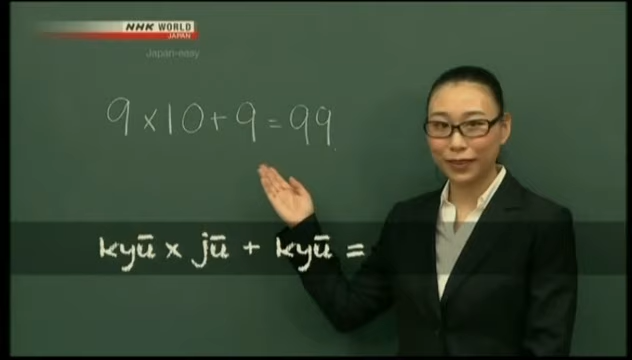 NHK WORLD
JAPAN
Japan-easy
9×10+9=99
kyū × jū + kyū =